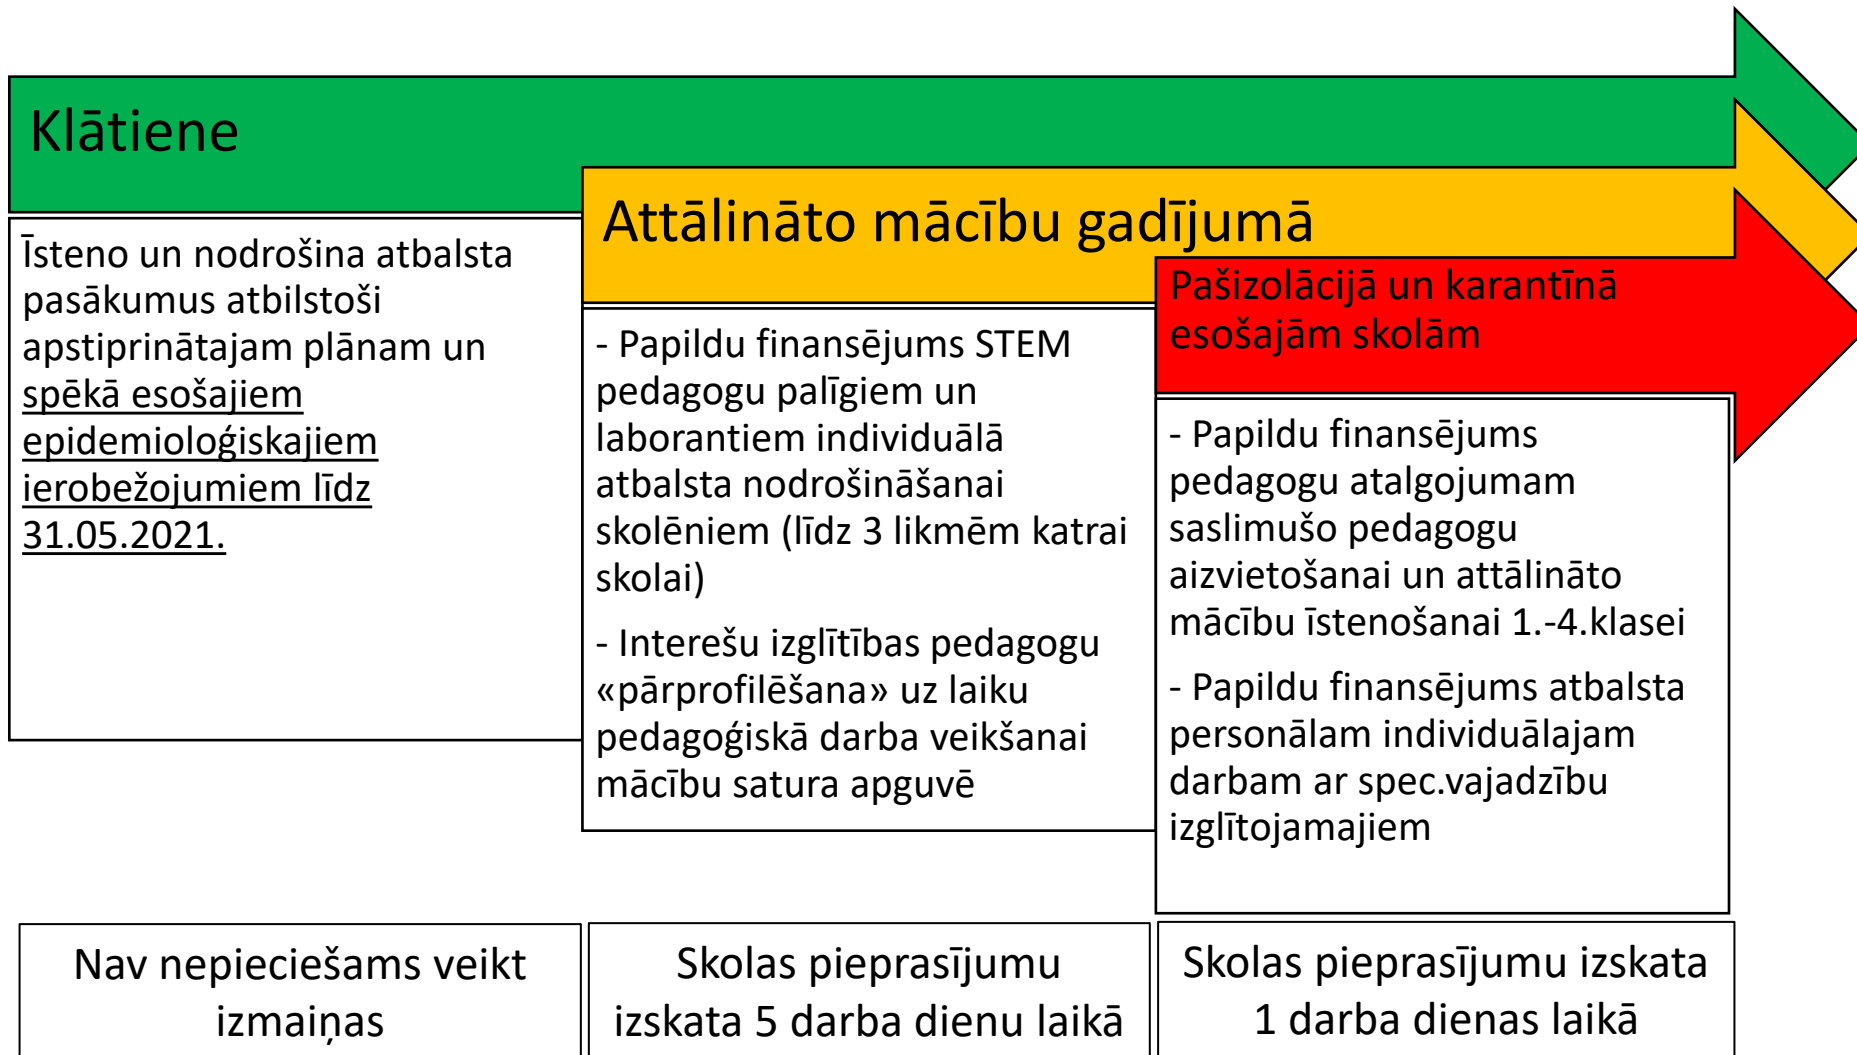 Klātiene
Īsteno un nodrošina atbalsta
pasākumus atbilstoši
apstiprinātajam plānam un
spēkā esošajiem
epidemioloģiskajiem
ierobežojumiem līdz
31.05.2021.
Attālināto mācību gadījumā
- Papildu finansējums STEM
pedagogu palīgiem un
laborantiem individuālā
atbalsta nodrošināšanai
skolēniem (līdz 3 likmēm katrai
skolai)
- Interešu izglītības pedagogu
«pārprofilēšana» uz laiku
pedagoģiskā darba veikšanai
mācību satura apguvē
Pašizolācijā un karantīnā
esošajām skolām
- Papildu finansējums
pedagogu atalgojumam
saslimušo pedagogu
aizvietošanai un attālināto
mācību īstenošanai 1.-4.klasei
- Papildu finansējums atbalsta
personālam individuālajam
darbam ar spec.vajadzību
izglītojamajiem
Nav nepieciešams veikt
izmaiņas
Skolas pieprasījumu
izskata 5 darba dienu laikā
Skolas pieprasījumu izskata
1 darba dienas laikā